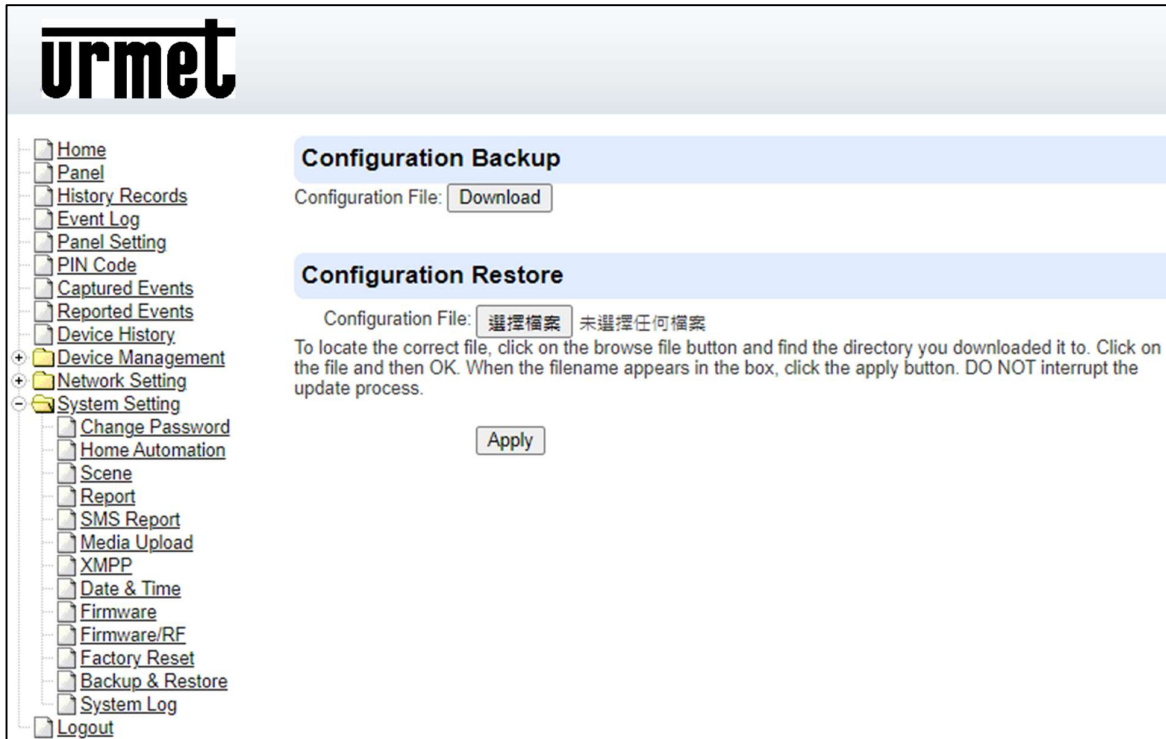 urmet
Home
Panel
History Records
Event Log
Panel Setting
PIN Code
Captured Events
Reported Events
Device History
Device Management
Network Setting
System Setting
Change Password
Home Automation
Scene
Report
SMS Report
Media Upload
XMPP
Date & Time
Firmware
Firmware/RF
Factory Reset
Backup & Restore
System Log
Logout
Configuration Backup
Configuration File: Download
Configuration Restore
Configuration File: 選擇檔案 未選擇任何檔案
To locate the correct file, click on the browse file button and find the directory you downloaded it to. Click on
the file and then OK. When the filename appears in the box, click the apply button. DO NOT interrupt the
update process.
Apply